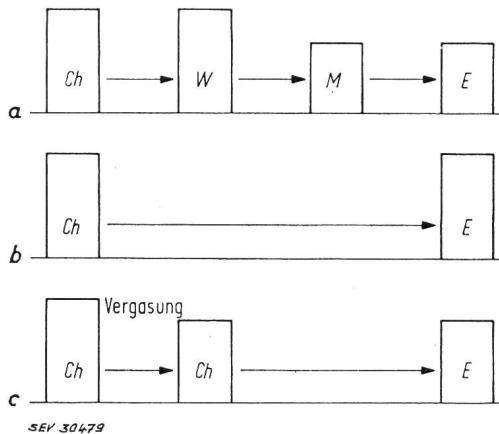 Ch W M E
a
Ch E
b
Vergasung
Ch Ch E
c
SEV 30479